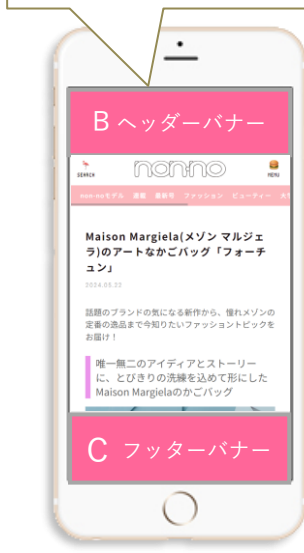 B ヘッダーバナー
SEARCH
non-no
MENU
non-noモデル 連載 最新号 ファッション ビューティー
Maison Margiela(メゾン マルジェ
ラ)のアートなかごバッグ「フォーチ
ュン」
2024.05.22
話題のブランドの気になる新作から、憧れメゾンの
定番の逸品まで今知りたいファッショントピックを
お届け！
唯一無二のアイディアとストーリー
に、とびきりの洗練を込めて形にした
Maison Margielaのかごバッグ
C フッターバナー